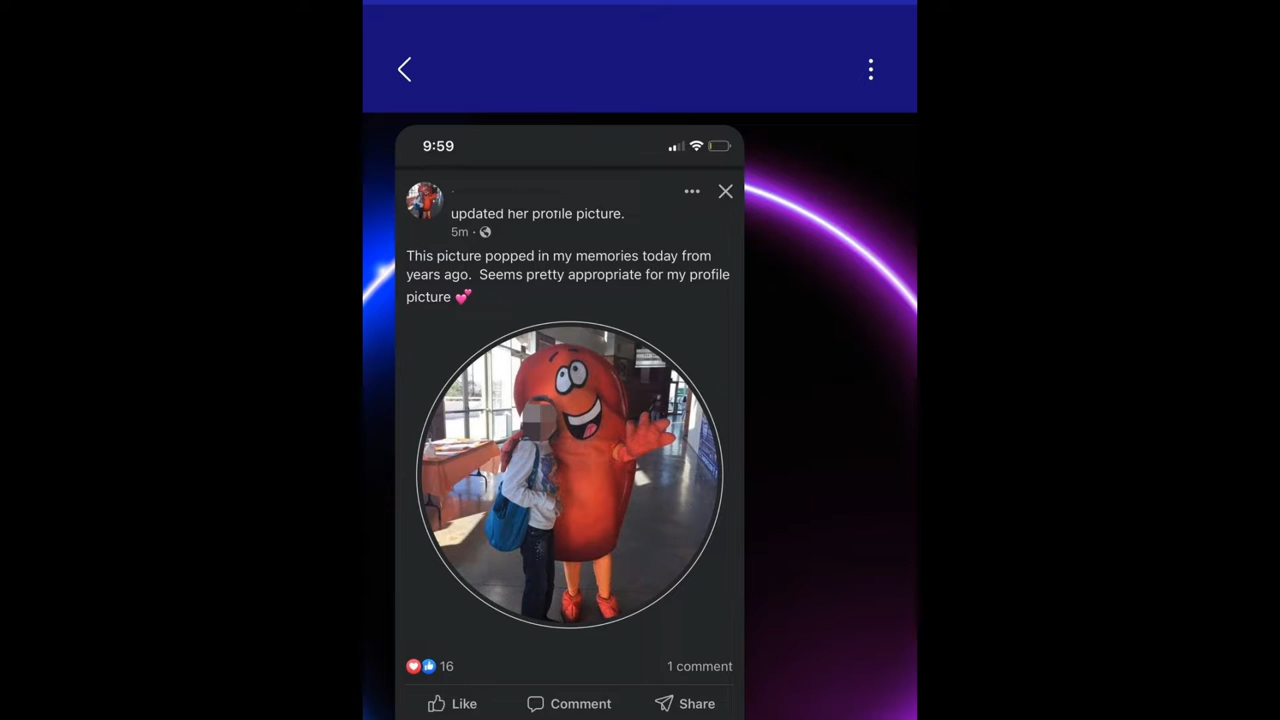 9:59
updated her profile picture.
5m ·
This picture popped in my memories today from
years ago.  Seems pretty appropriate for my profile
picture 💕
16
1 comment
Like
Comment
Share